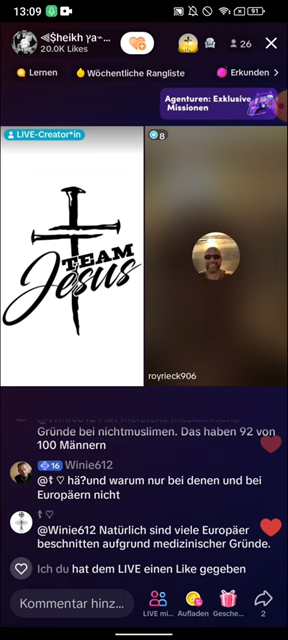 13:09
91
⫷$heikh ƴa⌁...
20.0K Likes
26
Lernen
Wöchentliche Rangliste
Erkunden >
Agenturen: Exklusive
Missionen
LIVE-Creator*in
8
TEAM
Jesus
royrieck906
Gründe bei nichtmuslimen. Das haben 92 von
100 Männern
16 Winie612
@☦ ♡ hä?und warum nur bei denen und bei
Europäern nicht
☦ ♡
@Winie612 Natürlich sind viele Europäer
beschnitten aufgrund medizinischer Gründe.
Ich du hat dem LIVE einen Like gegeben
Kommentar hinz...
LIVE mi...
Aufladen
Gesche...
2